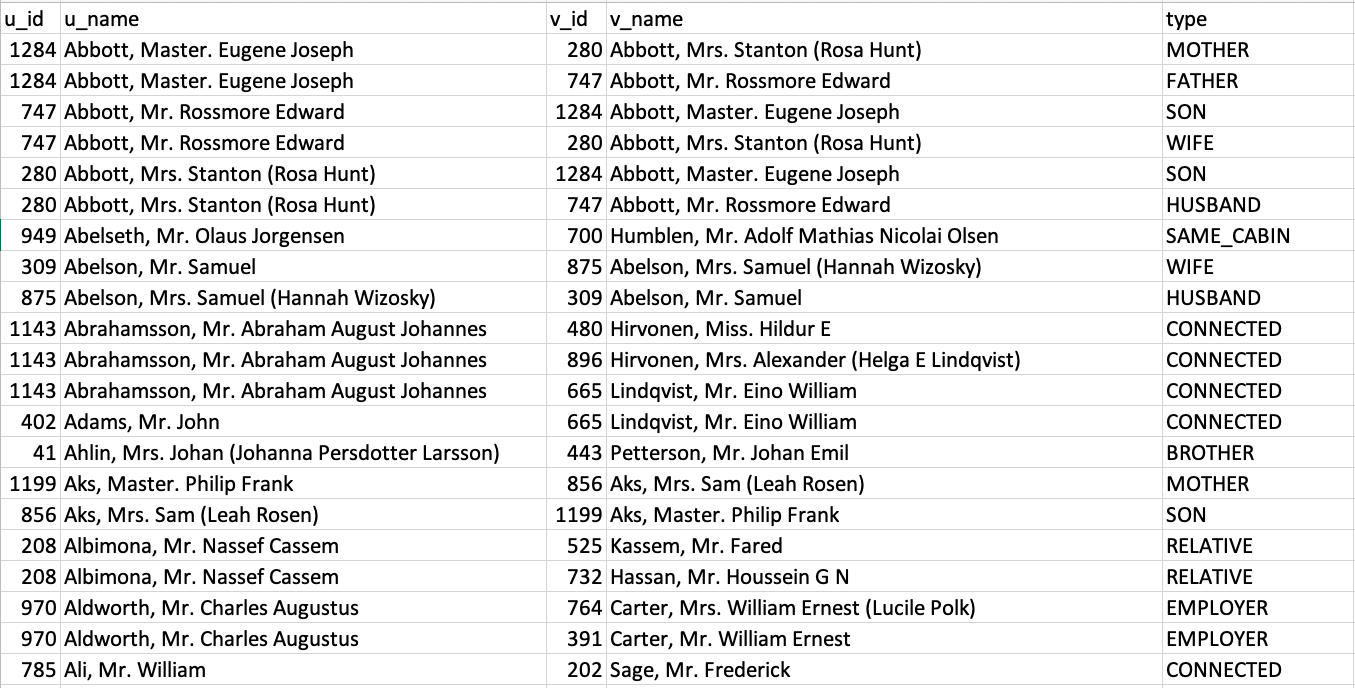 u_id u_name v_id v_name type
1284 Abbott, Master. Eugene Joseph 280 Abbott, Mrs. Stanton (Rosa Hunt) MOTHER
1284 Abbott, Master. Eugene Joseph 747 Abbott, Mr. Rossmore Edward FATHER
747 Abbott, Mr. Rossmore Edward 1284 Abbott, Master. Eugene Joseph SON
747 Abbott, Mr. Rossmore Edward 280 Abbott, Mrs. Stanton (Rosa Hunt) WIFE
280 Abbott, Mrs. Stanton (Rosa Hunt) 1284 Abbott, Master. Eugene Joseph SON
280 Abbott, Mrs. Stanton (Rosa Hunt) 747 Abbott, Mr. Rossmore Edward HUSBAND
949 Abelseth, Mr. Olaus Jorgensen 700 Humblen, Mr. Adolf Mathias Nicolai Olsen SAME_CABIN
309 Abelson, Mr. Samuel 875 Abelson, Mrs. Samuel (Hannah Wizosky) WIFE
875 Abelson, Mrs. Samuel (Hannah Wizosky) 309 Abelson, Mr. Samuel HUSBAND
1143 Abrahamsson, Mr. Abraham August Johannes 480 Hirvonen, Miss. Hildur E CONNECTED
1143 Abrahamsson, Mr. Abraham August Johannes 896 Hirvonen, Mrs. Alexander (Helga E Lindqvist) CONNECTED
1143 Abrahamsson, Mr. Abraham August Johannes 665 Lindqvist, Mr. Eino William CONNECTED
402 Adams, Mr. John 665 Lindqvist, Mr. Eino William CONNECTED
41 Ahlin, Mrs. Johan (Johanna Persdotter Larsson) 443 Petterson, Mr. Johan Emil BROTHER
1199 Aks, Master. Philip Frank 856 Aks, Mrs. Sam (Leah Rosen) MOTHER
856 Aks, Mrs. Sam (Leah Rosen) 1199 Aks, Master. Philip Frank SON
208 Albimona, Mr. Nassef Cassem 525 Kassem, Mr. Fared RELATIVE
208 Albimona, Mr. Nassef Cassem 732 Hassan, Mr. Houssein G N RELATIVE
970 Aldworth, Mr. Charles Augustus 764 Carter, Mrs. William Ernest (Lucile Polk) EMPLOYER
970 Aldworth, Mr. Charles Augustus 391 Carter, Mr. William Ernest EMPLOYER
785 Ali, Mr. William 202 Sage, Mr. Frederick CONNECTED